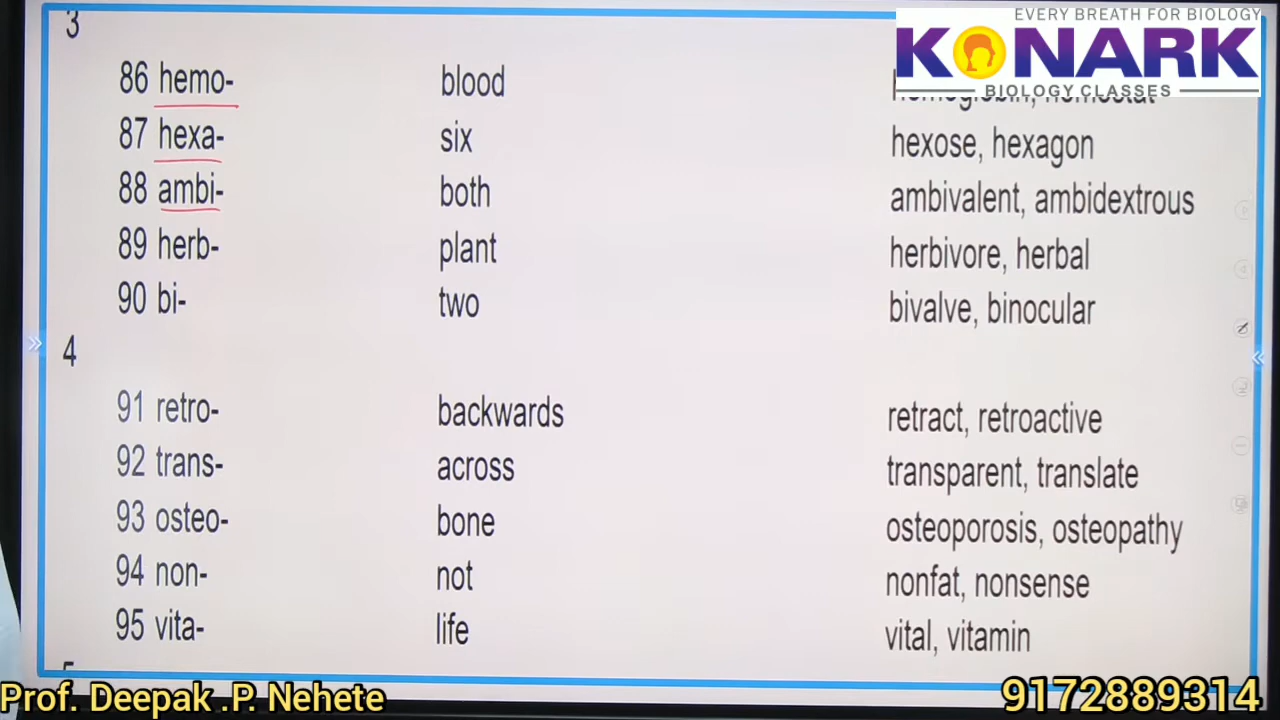 3
EVERY BREATH FOR BIOLOGY
KONARK
BIOLOGY CLASSES
86 hemo- blood
87 hexa- six hexose, hexagon
88 ambi- both ambivalent, ambidextrous
89 herb- plant herbivore, herbal
90 bi- two bivalve, binocular
4
91 retro- backwards retract, retroactive
92 trans- across transparent, translate
93 osteo- bone osteoporosis, osteopathy
94 non- not nonfat, nonsense
95 vita- life vital, vitamin
Prof. Deepak .P. Nehete
9172889314